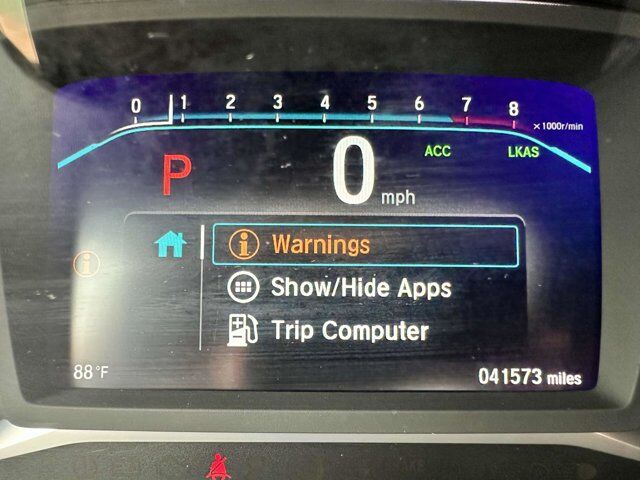 0 1 2 3 4 5 6 7 8
×1000r/min
P 0 mph ACC LKAS
i Warnings
Show/Hide Apps
Trip Computer
88°F 041573 miles